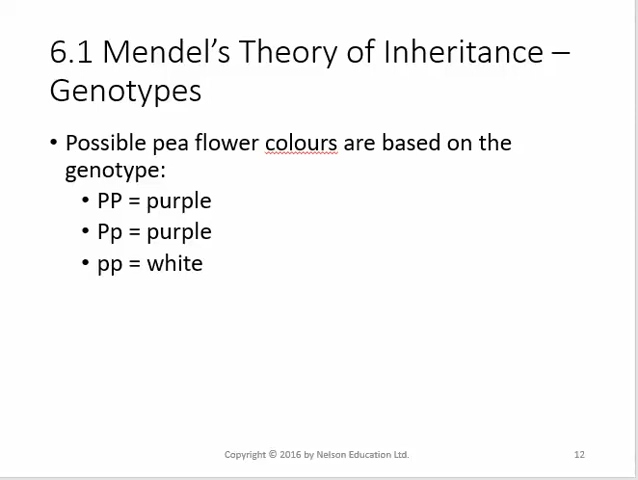 6.1 Mendel’s Theory of Inheritance –
Genotypes
• Possible pea flower colours are based on the
genotype:
• PP = purple
• Pp = purple
• pp = white
Copyright © 2016 by Nelson Education Ltd.
12